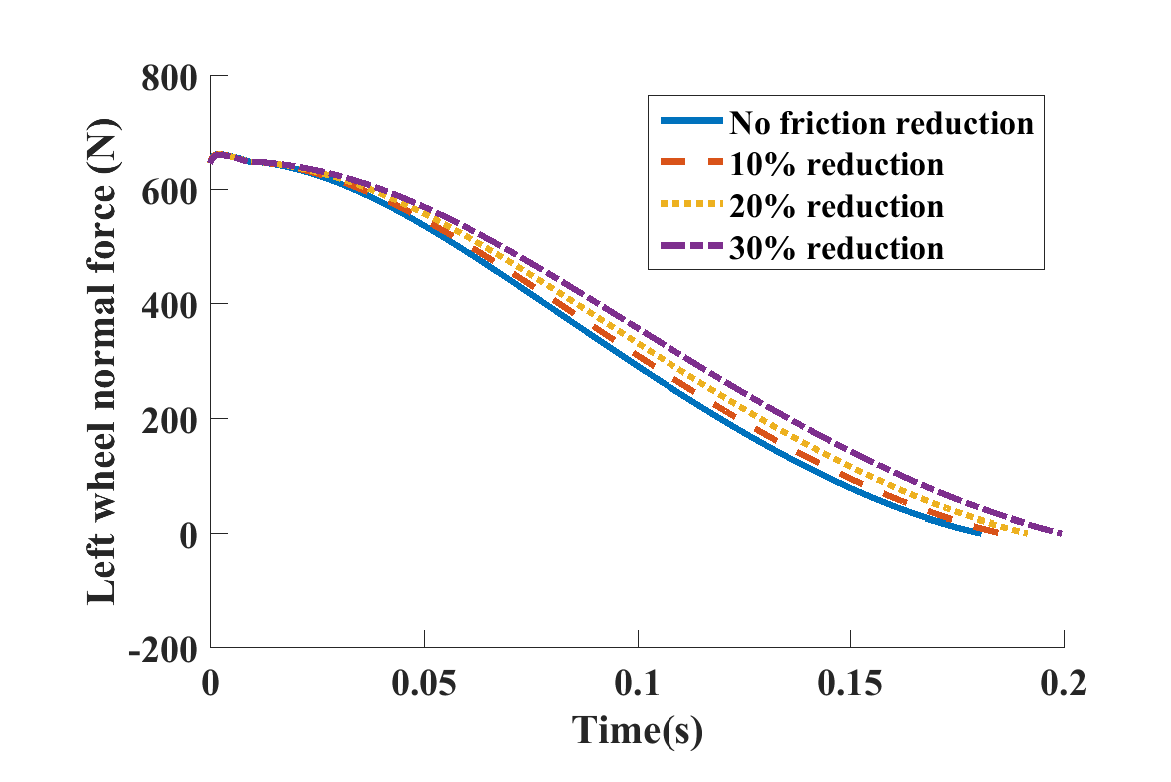 800
600
400
200
0
-200
Left wheel normal force (N)
No friction reduction
10% reduction
20% reduction
30% reduction
0
0.05
0.1
0.15
0.2
Time(s)